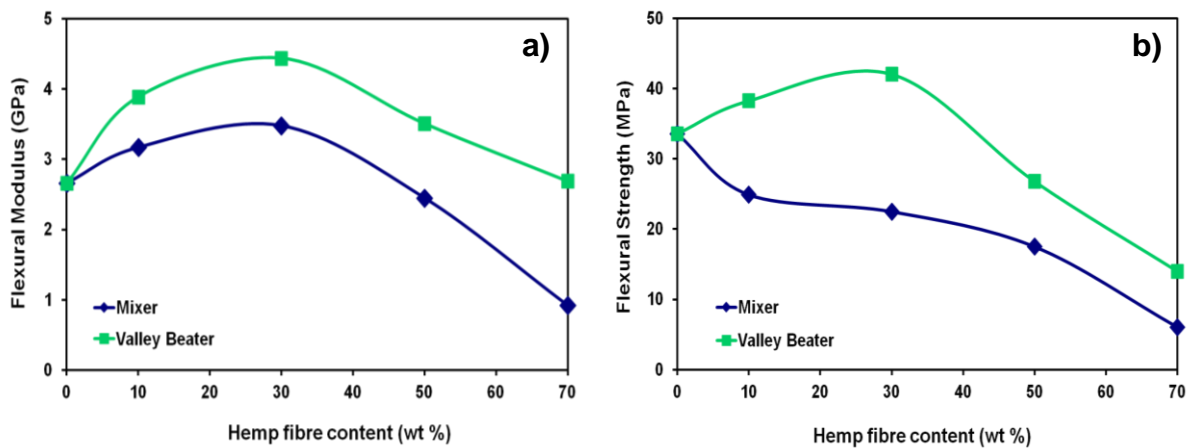 a)
Flexural Modulus (GPa)
5
4
3
2
1
0
Mixer
Valley Beater
0 10 20 30 40 50 60 70
Hemp fibre content (wt %)
b)
Flexural Strength (MPa)
50
40
30
20
10
0
Mixer
Valley Beater
0 10 20 30 40 50 60 70
Hemp fibre content (wt %)